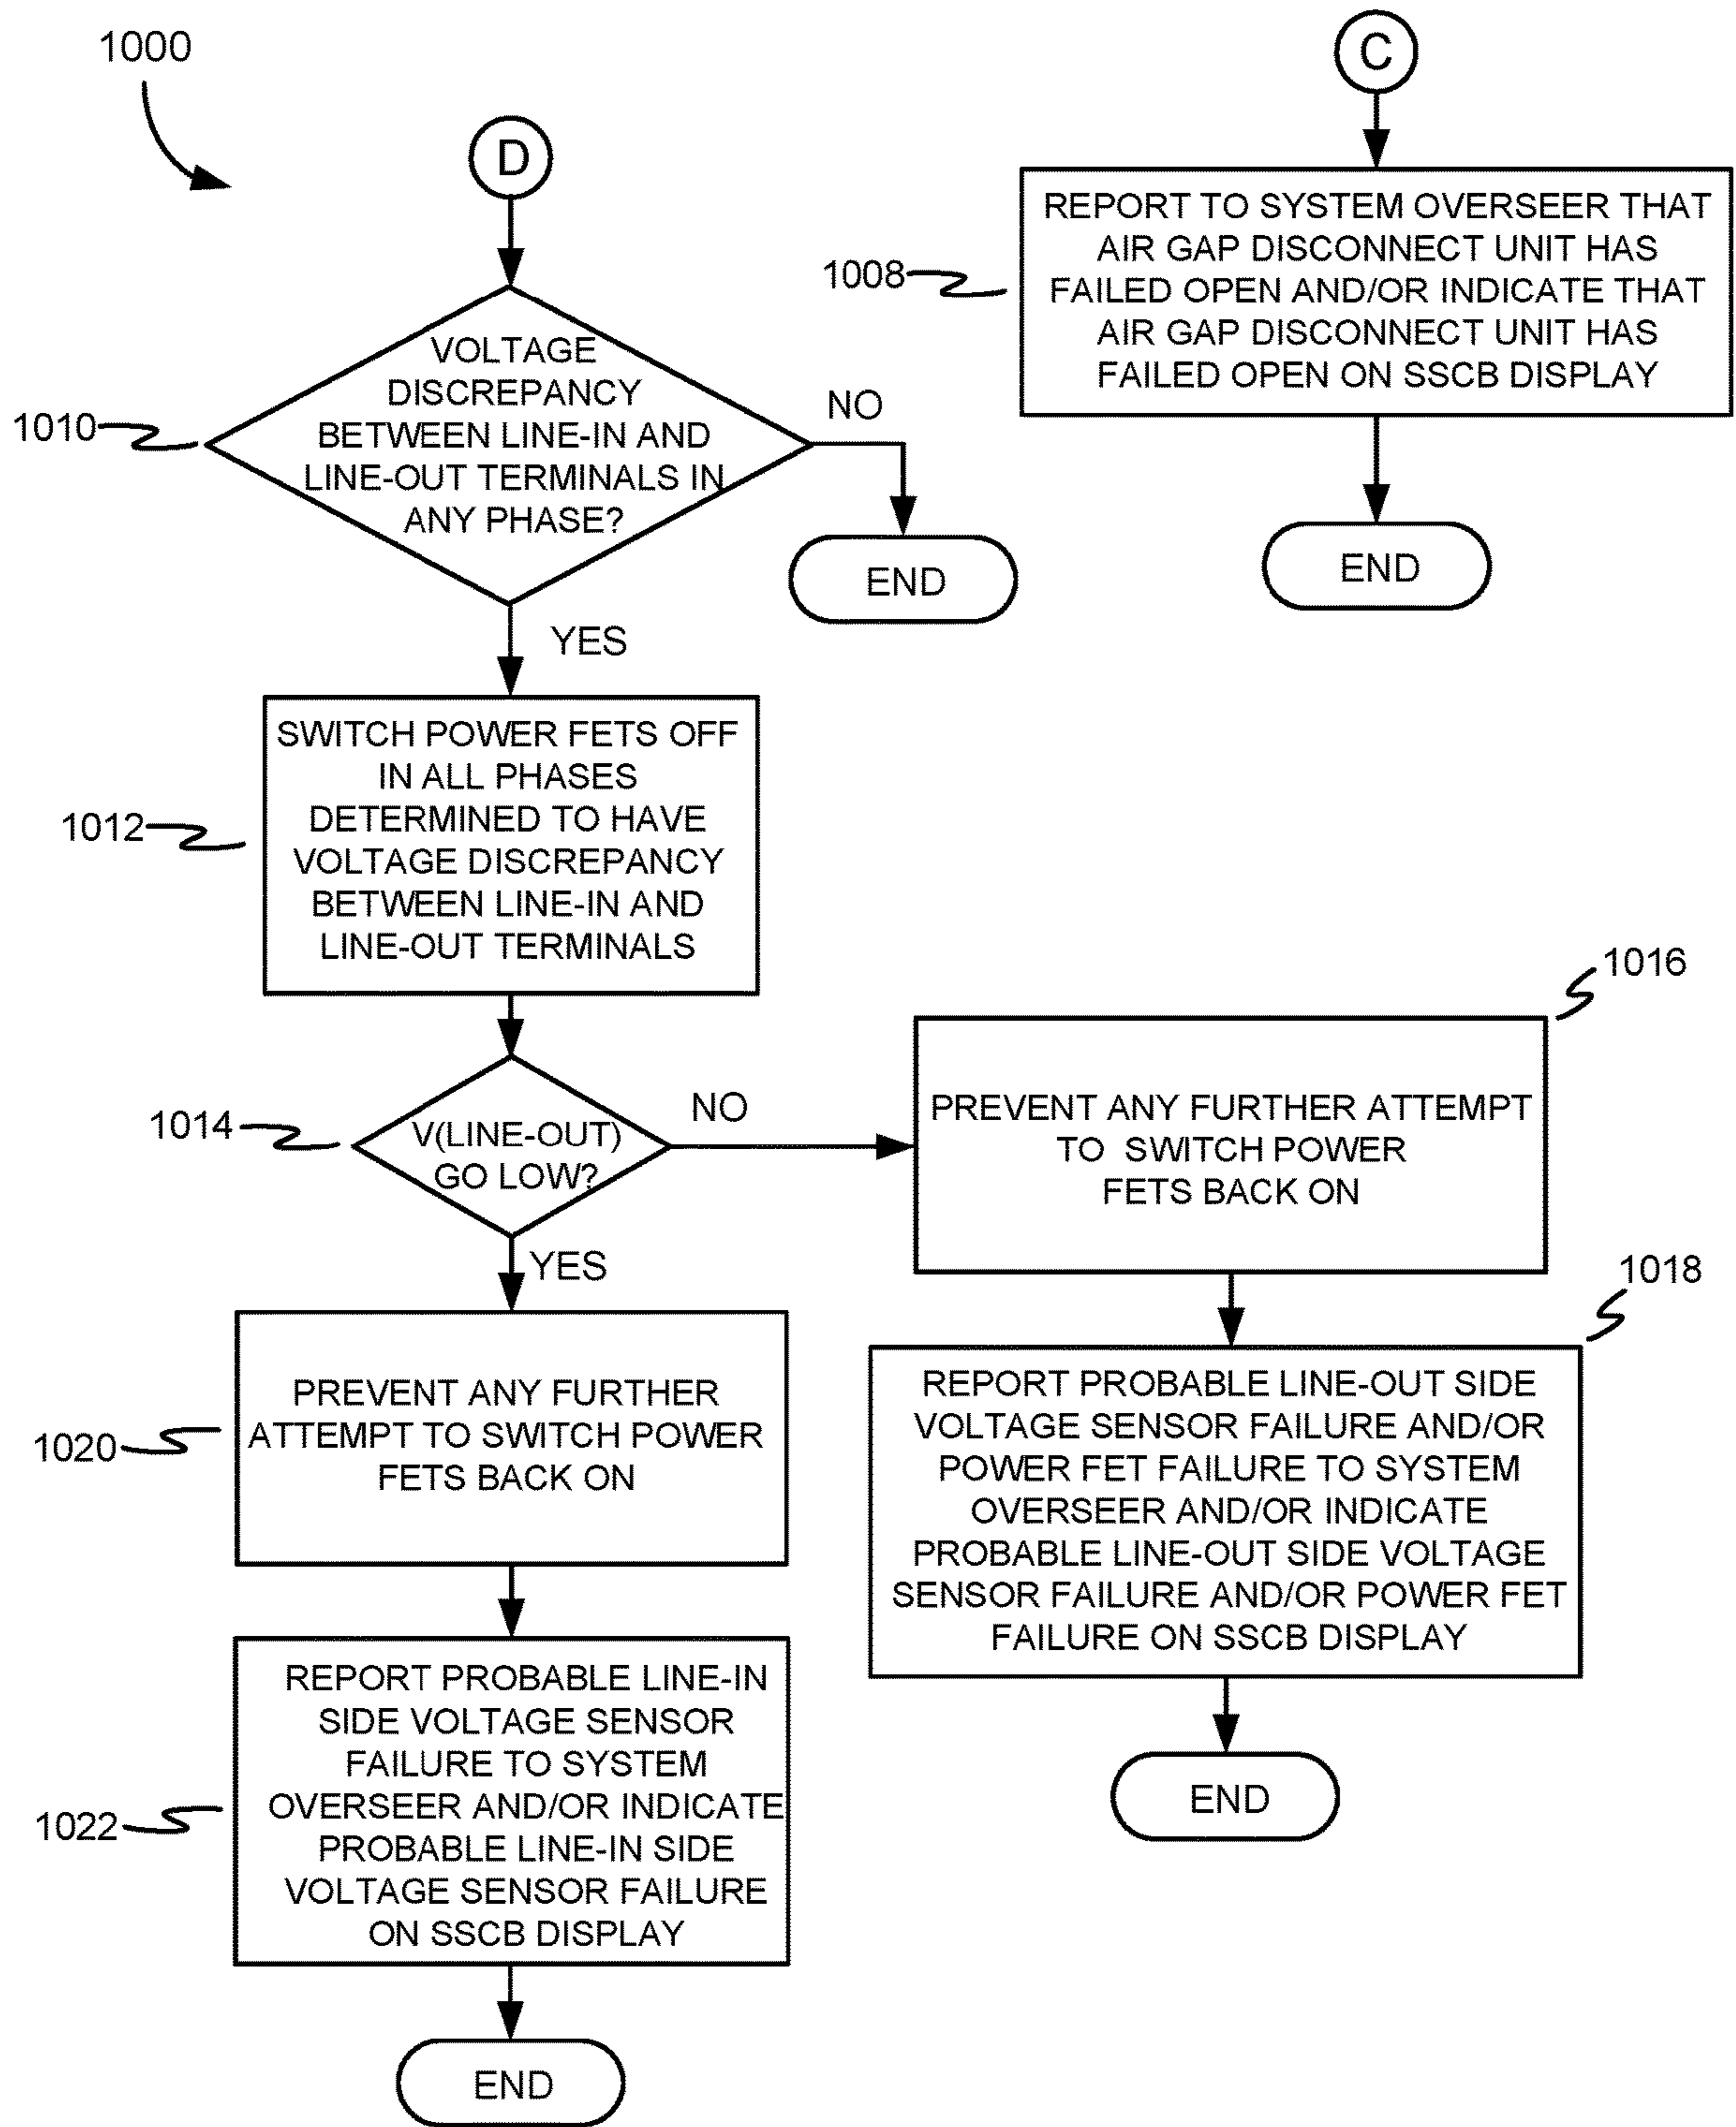 1000
D
1010
VOLTAGE
DISCREPANCY
BETWEEN LINE-IN AND
LINE-OUT TERMINALS IN
ANY PHASE?
NO
END
YES
1012
SWITCH POWER FETS OFF
IN ALL PHASES
DETERMINED TO HAVE
VOLTAGE DISCREPANCY
BETWEEN LINE-IN AND
LINE-OUT TERMINALS
1014
V(LINE-OUT)
GO LOW?
NO
YES
1020
PREVENT ANY FURTHER
ATTEMPT TO SWITCH POWER
FETS BACK ON
1022
REPORT PROBABLE LINE-IN
SIDE VOLTAGE SENSOR
FAILURE TO SYSTEM
OVERSEER AND/OR INDICATE
PROBABLE LINE-IN SIDE
VOLTAGE SENSOR FAILURE
ON SSCB DISPLAY
END
C
1008
REPORT TO SYSTEM OVERSEER THAT
AIR GAP DISCONNECT UNIT HAS
FAILED OPEN AND/OR INDICATE THAT
AIR GAP DISCONNECT UNIT HAS
FAILED OPEN ON SSCB DISPLAY
END
1016
PREVENT ANY FURTHER ATTEMPT
TO SWITCH POWER
FETS BACK ON
1018
REPORT PROBABLE LINE-OUT SIDE
VOLTAGE SENSOR FAILURE AND/OR
POWER FET FAILURE TO SYSTEM
OVERSEER AND/OR INDICATE
PROBABLE LINE-OUT SIDE VOLTAGE
SENSOR FAILURE AND/OR POWER FET
FAILURE ON SSCB DISPLAY
END